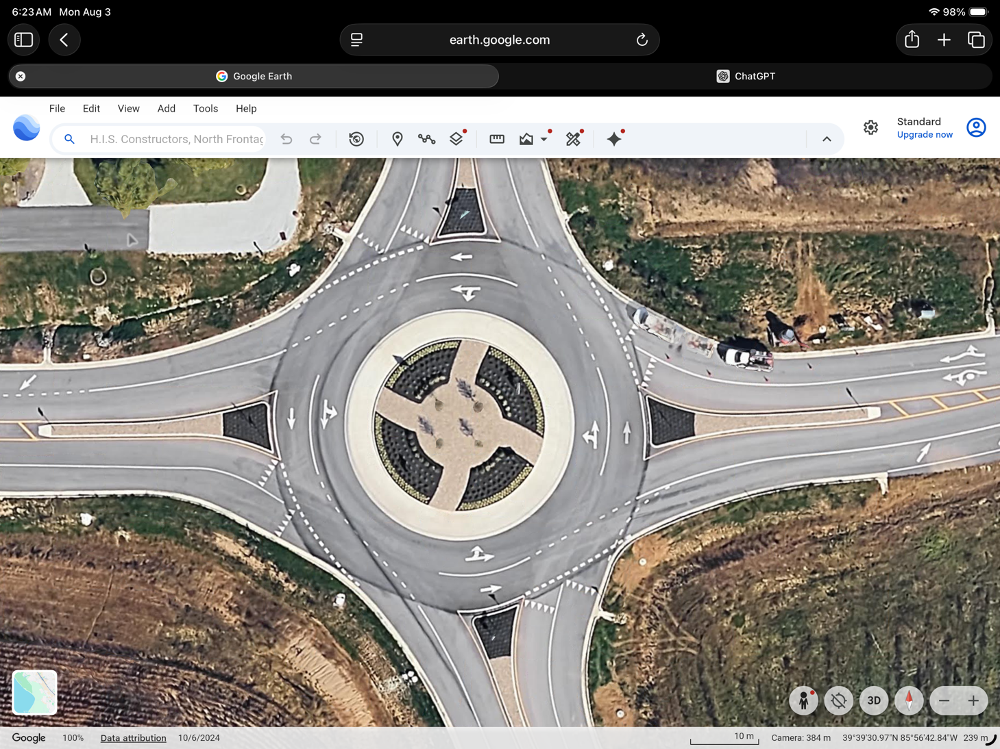 6:23 AM Mon Aug 3
98%
earth.google.com
Google Earth
ChatGPT
File Edit View Add Tools Help
H.I.S. Constructors, North Frontag
Standard
Upgrade now
3D
Google 100% Data attribution 10/6/2024 10 m Camera: 384 m 39°39'30.97"N 85°56'42.84"W 239 m